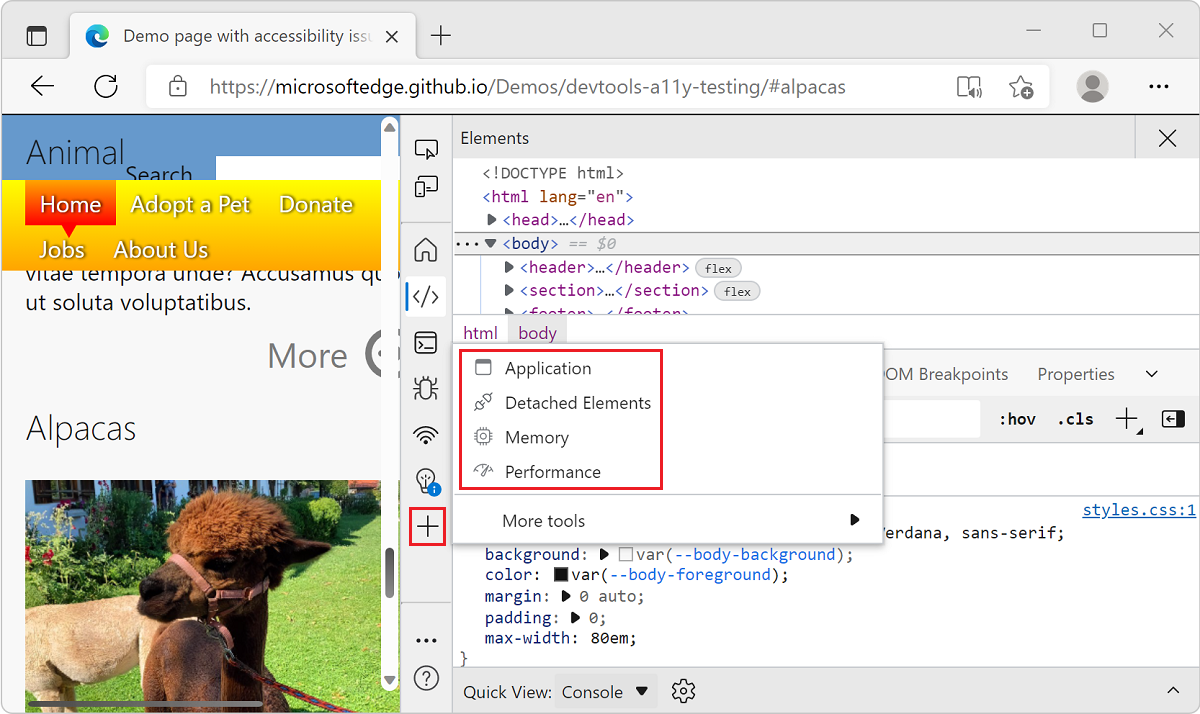 Demo page with accessibility issu
https://microsoftedge.github.io/Demos/devtools-a11y-testing/#alpacas
Animal
Search
Home Adopt a Pet Donate
Jobs About Us
vitae tempora unde? Accusamus
ut soluta voluptatibus.
More
Alpacas
Elements
<!DOCTYPE html>
<html lang="en">
<head>…</head>
<body> == $0
<header>…</header> flex
<section>…</section> flex
<footer>…</footer>
html body
Application
Detached Elements
Memory
Performance
More tools
OM Breakpoints Properties
:hov .cls
styles.css:1
erdana, sans-serif;
background: var(--body-background);
color: var(--body-foreground);
margin: 0 auto;
padding: 0;
max-width: 80em;
}
Quick View: Console